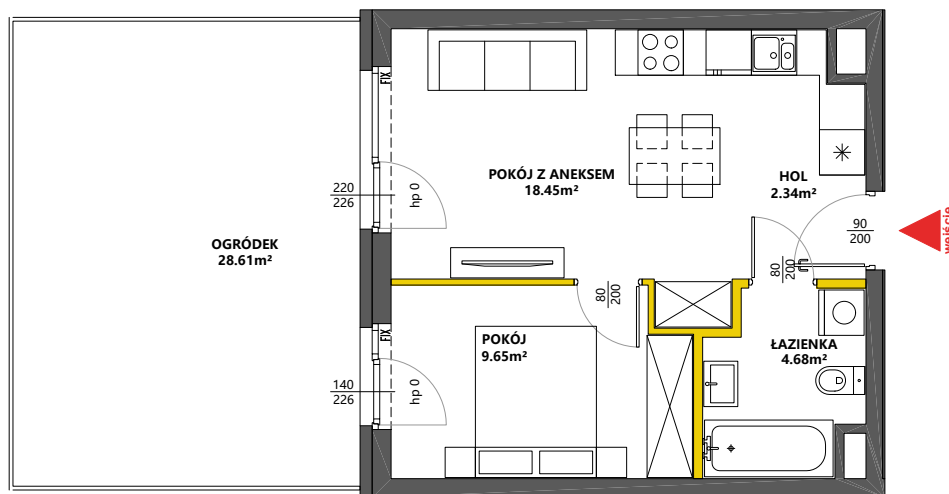 FIX
POKÓJ Z ANEKSEM
18.45m²
HOL
2.34m²
220
226
hp 0
90
200
wejście
OGRÓDEK
28.61m²
80
200
80
200
FIX
POKÓJ
9.65m²
ŁAZIENKA
4.68m²
140
226
hp 0